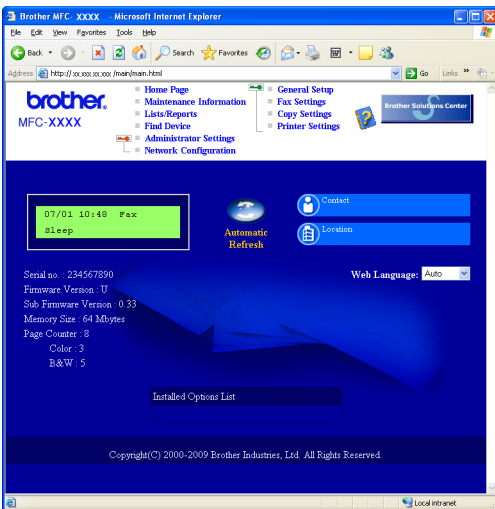 Brother MFC- XXXX - Microsoft Internet Explorer
File Edit View Favorites Tools Help
Back Search Favorites
Address http://xx.xxx.xx.xxx /main/main.html Go Links »
brother.
MFC-XXXX
Home Page
Maintenance Information
Lists/Reports
Find Device
Administrator Settings
Network Configuration
General Setup
Fax Settings
Copy Settings
Printer Settings
Brother Solutions Center
07/01 10:48 Fax
Sleep
Automatic
Refresh
Contact
Location
Serial no. : 234567890
Web Language: Auto
Firmware Version : U
Sub Firmware Version : 0.33
Memory Size : 64 Mbytes
Page Counter : 8
Color : 3
B&W : 5
Installed Options List
Copyright(C) 2000-2009 Brother Industries, Ltd. All Rights Reserved.
Local intranet